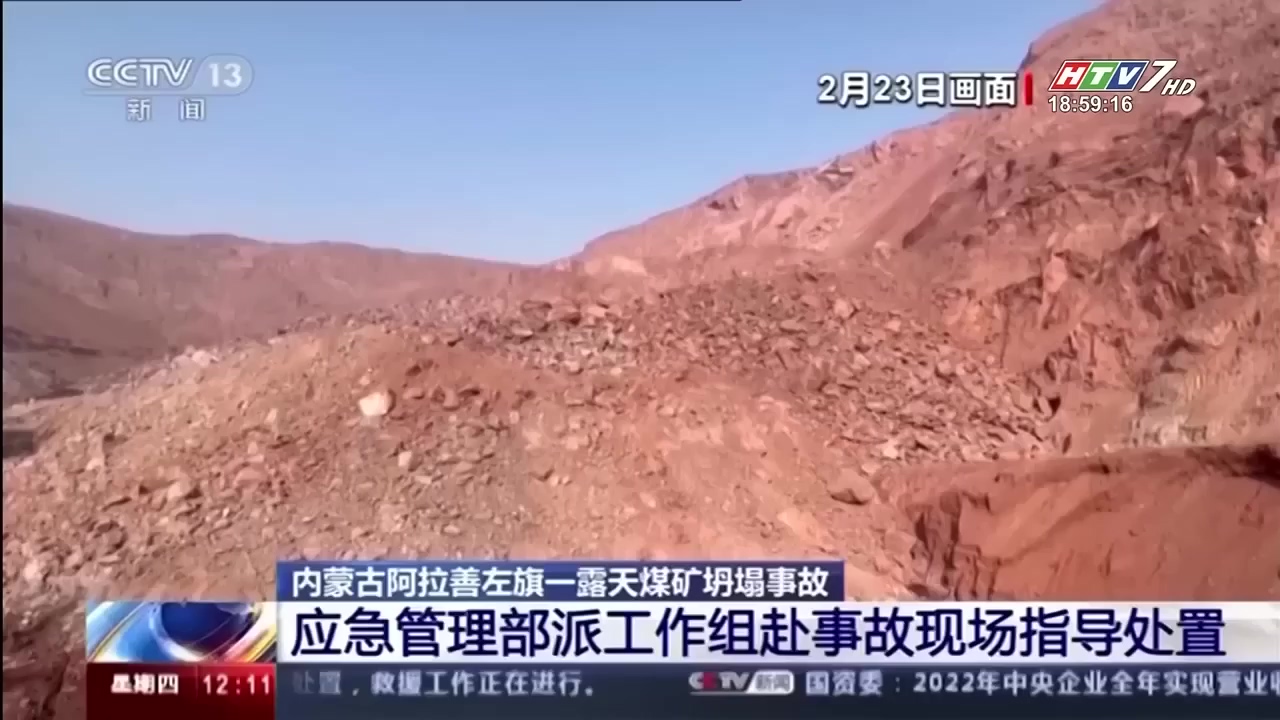 CCTV 13
新闻
2月23日画面
HTV7 HD
18:59:16
内蒙古阿拉善左旗一露天煤矿坍塌事故
应急管理部派工作组赴事故现场指导处置
星期四 12:11
处置，救援工作正在进行。 CCTV新闻 国资委：2022年中央企业全年实现营业收